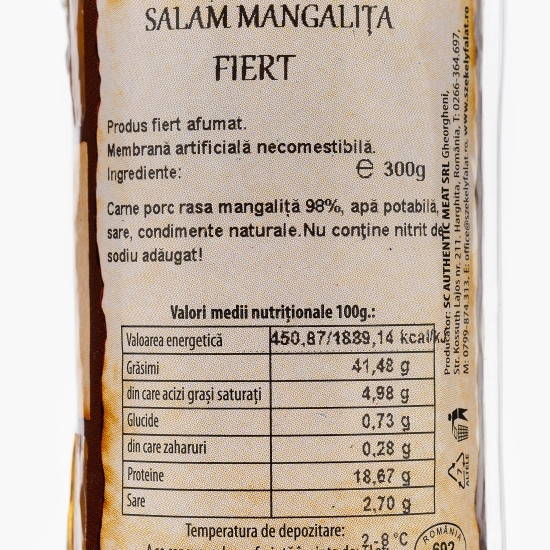 SALAM MANGALIȚA
FIERT
Produs fiert afumat.
Membrană artificială necomestibilă.
Ingrediente:
℮ 300g
Carne porc rasa mangaliță 98%, apă potabilă,
sare, condimente naturale. Nu conține nitrit de
sodiu adăugat!
Valori medii nutriționale 100g.:
Valoarea energetică 450,87/1889,14 kcal/k
Grăsimi 41,48 g
din care acizi grași saturați 4,98 g
Glucide 0,73 g
din care zaharuri 0,28 g
Proteine 18,67 g
Sare 2,70 g
Temperatura de depozitare: 2-8 °C
Producător: SC AUTHENTIC MEAT SRL Gheorgheni,
Str. Kossuth Lajos nr. 211, Harghita, România, T: 0266-364.697,
M: 0799-874.313, E: office@szekelyfalat.ro, www.szekelyfalat.ro
7
ALTELE
ROMÂNIA
692